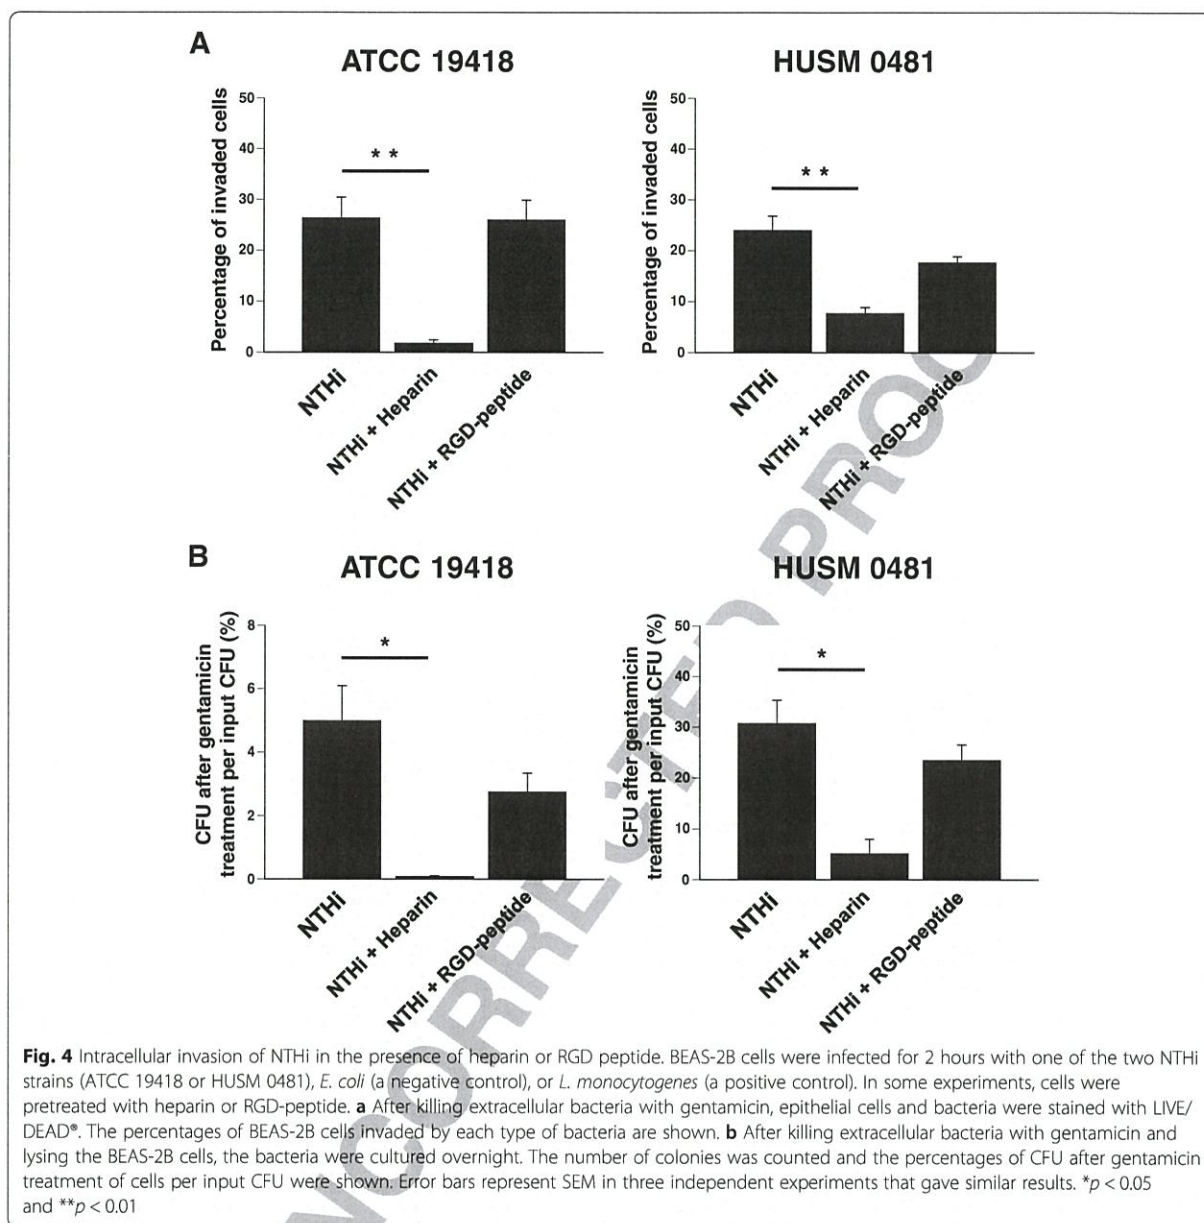 A
ATCC 19418
HUSM 0481
Percentage of invaded cells
50
40
30
20
10
0
* *
NTHi
NTHi + Heparin
NTHi + RGD-peptide
Percentage of invaded cells
50
40
30
20
10
0
* *
NTHi
NTHi + Heparin
NTHi + RGD-peptide
B
ATCC 19418
HUSM 0481
CFU after gentamicin
treatment per input CFU (%)
8
6
4
2
0
*
NTHi
NTHi + Heparin
NTHi + RGD-peptide
CFU after gentamicin
treatment per input CFU (%)
50
40
30
20
10
0
*
NTHi
NTHi + Heparin
NTHi + RGD-peptide
Fig. 4 Intracellular invasion of NTHi in the presence of heparin or RGD peptide. BEAS-2B cells were infected for 2 hours with one of the two NTHi
strains (ATCC 19418 or HUSM 0481), E. coli (a negative control), or L. monocytogenes (a positive control). In some experiments, cells were
pretreated with heparin or RGD-peptide. a After killing extracellular bacteria with gentamicin, epithelial cells and bacteria were stained with LIVE/
DEAD®. The percentages of BEAS-2B cells invaded by each type of bacteria are shown. b After killing extracellular bacteria with gentamicin and
lysing the BEAS-2B cells, the bacteria were cultured overnight. The number of colonies was counted and the percentages of CFU after gentamicin
treatment of cells per input CFU were shown. Error bars represent SEM in three independent experiments that gave similar results. *p < 0.05
and **p < 0.01